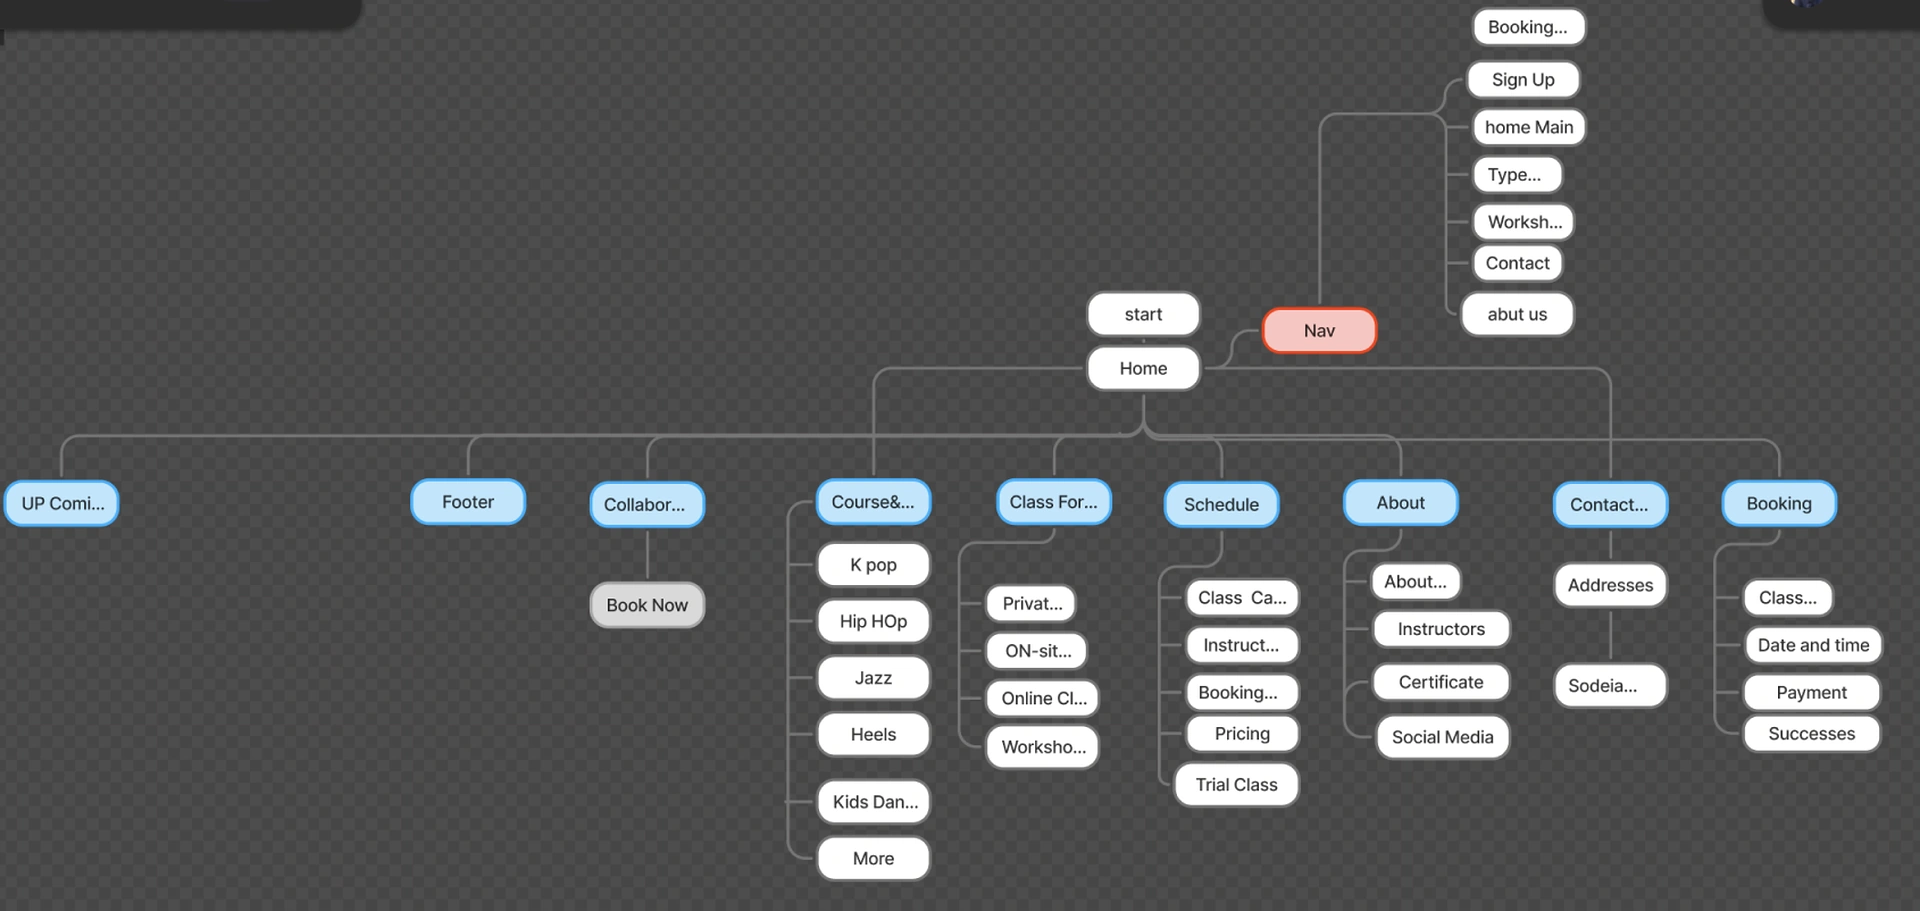 Booking...
Sign Up
home Main
Type...
Worksh...
Contact
abut us
start
Nav
Home
UP Comi...
Footer
Collabor...
Course&...
Class For...
Schedule
About
Contact...
Booking
Book Now
K pop
Hip HOp
Jazz
Heels
Kids Dan...
More
Privat...
ON-sit...
Online Cl...
Worksho...
Class Ca...
Instruct...
Booking...
Pricing
Trial Class
About...
Instructors
Certificate
Social Media
Addresses
Sodeia...
Class...
Date and time
Payment
Successes